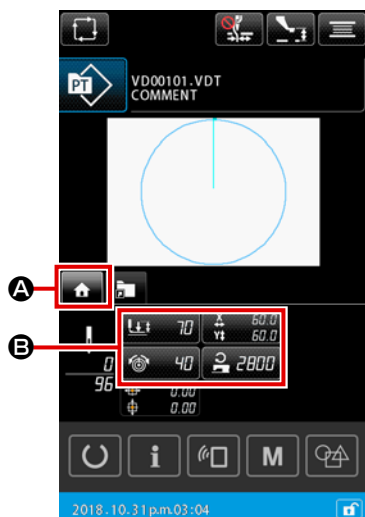 PT
VD00101.VDT
COMMENT
A
B
70
X 60.0
Y 60.0
40
2800
0
96
0.00
0.00
i
M
2018.10.31p.m.03:04